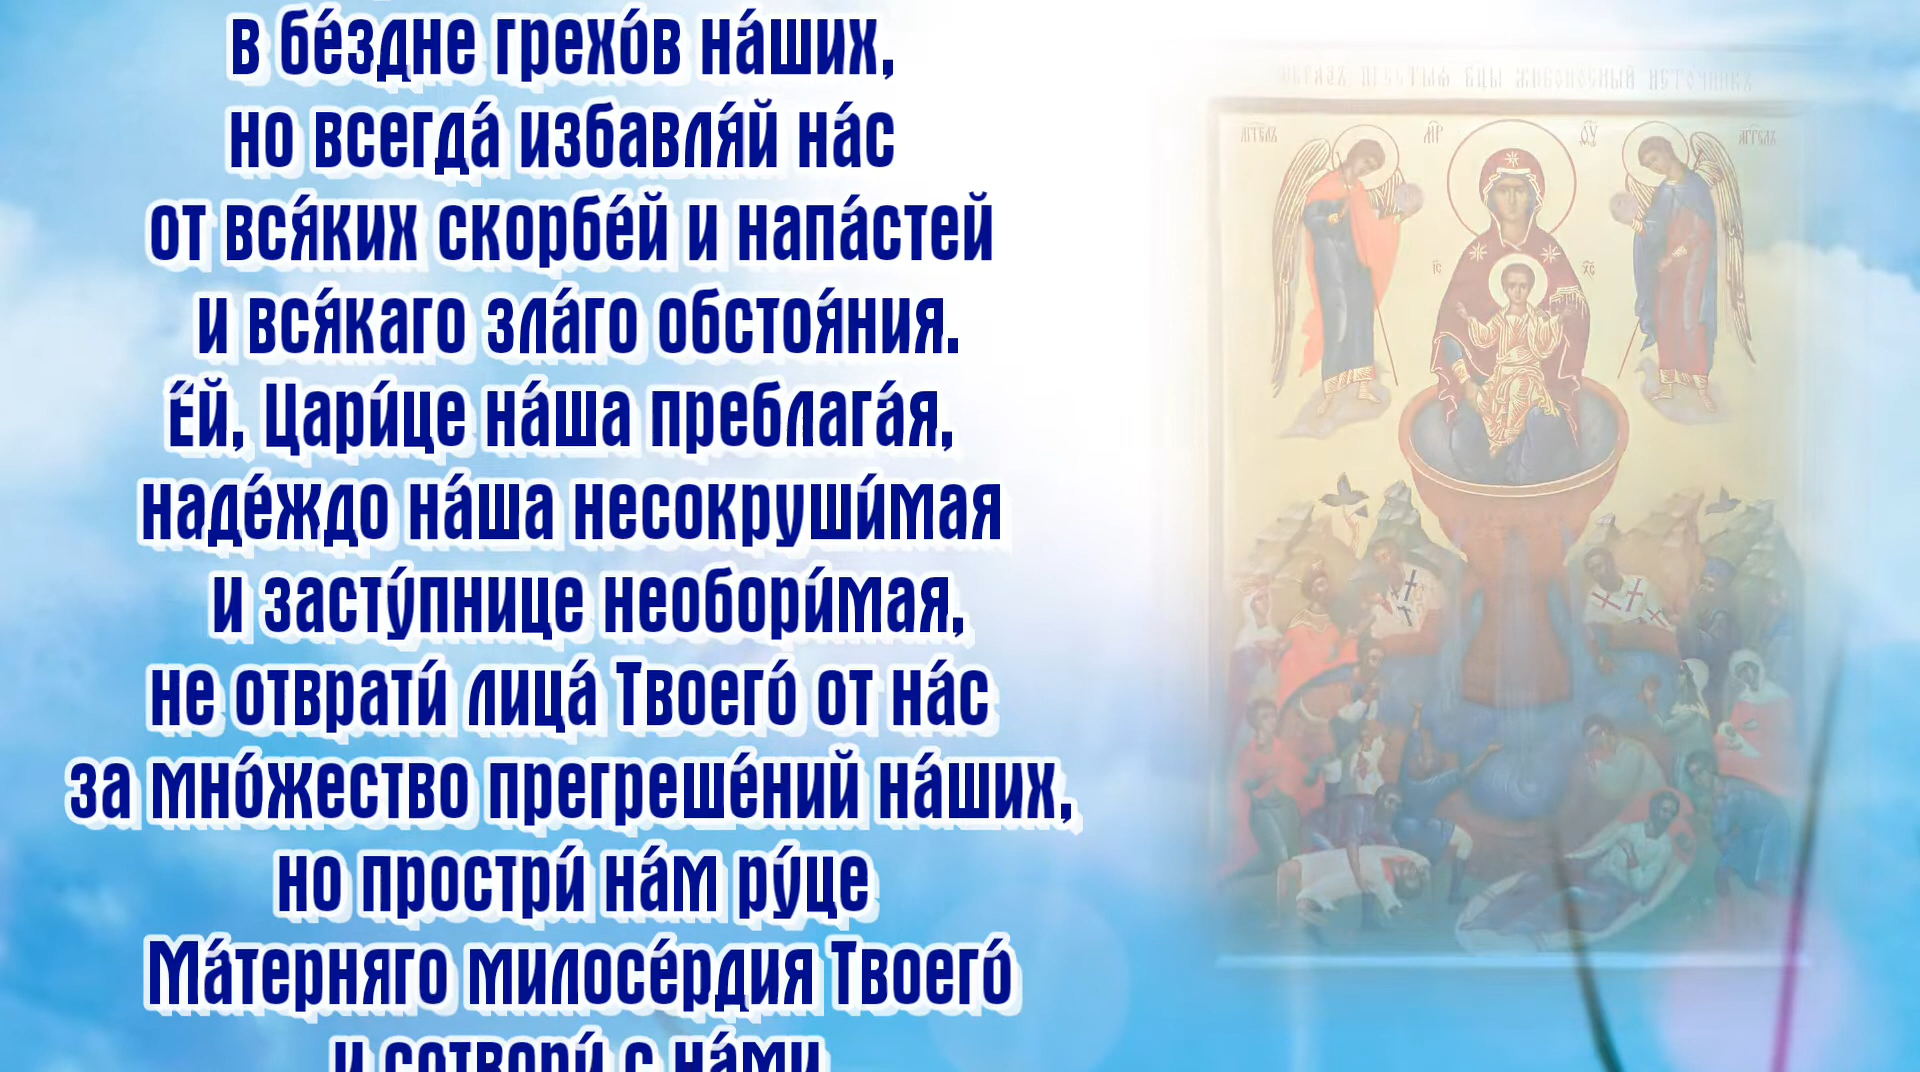 в бе́здне грехо́в на́ших,
но всегда́ избавля́й на́с
от вся́ких скорбе́й и напа́стей
и вся́каго зла́го обстоя́ния.
Е́й, Цари́це на́ша преблага́я,
наде́ждо на́ша несокруши́мая
и засту́пнице необори́мая,
не отврати́ лица́ Твоего́ от на́с
за мно́жество прегреше́ний на́ших,
но простри́ на́м ру́це
Ма́терняго милосе́рдия Твоего́
и сотвори́ с на́ми